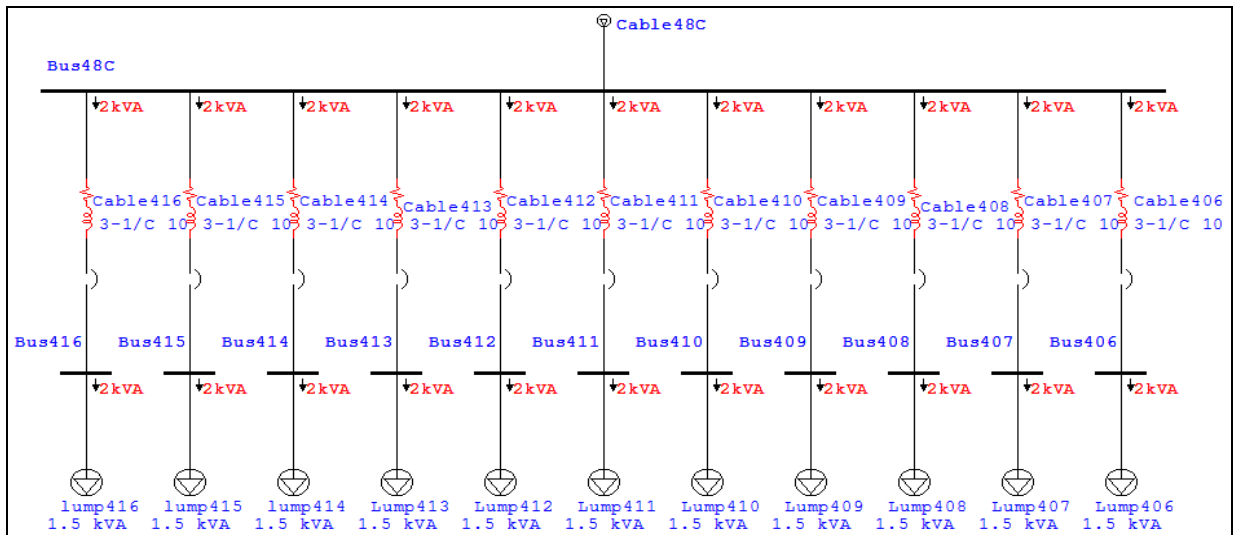 Cable48C
Bus48C
2kVA 2kVA 2kVA 2kVA 2kVA 2kVA 2kVA 2kVA 2kVA 2kVA 2kVA
Cable416 Cable415 Cable414 Cable413 Cable412 Cable411 Cable410 Cable409 Cable408 Cable407 Cable406
3-1/C 10 3-1/C 10 3-1/C 10 3-1/C 10 3-1/C 10 3-1/C 10 3-1/C 10 3-1/C 10 3-1/C 10 3-1/C 10 3-1/C 10
Bus416 Bus415 Bus414 Bus413 Bus412 Bus411 Bus410 Bus409 Bus408 Bus407 Bus406
2kVA 2kVA 2kVA 2kVA 2kVA 2kVA 2kVA 2kVA 2kVA 2kVA 2kVA
lump416 lump415 lump414 Lump413 Lump412 Lump411 Lump410 Lump409 Lump408 Lump407 Lump406
1.5 kVA 1.5 kVA 1.5 kVA 1.5 kVA 1.5 kVA 1.5 kVA 1.5 kVA 1.5 kVA 1.5 kVA 1.5 kVA 1.5 kVA